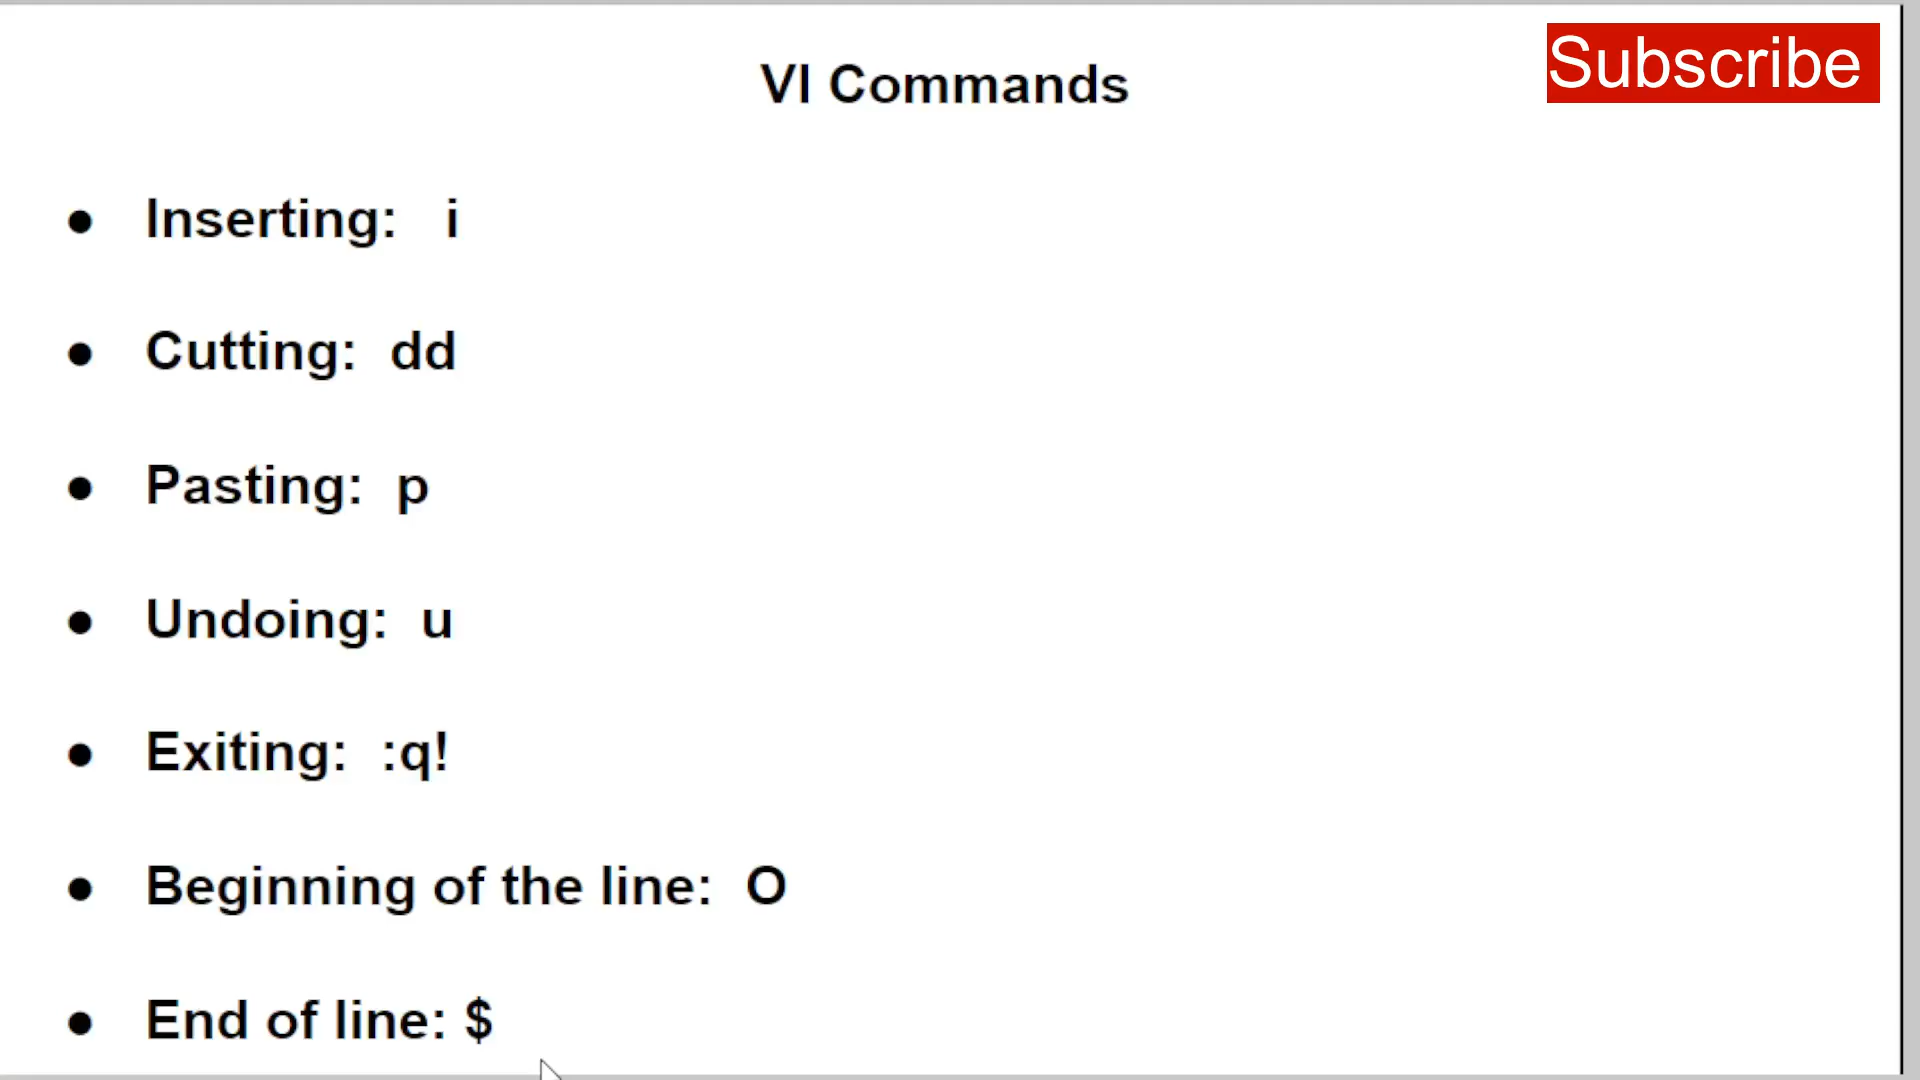 VI Commands
Subscribe
● Inserting: i
● Cutting: dd
● Pasting: p
● Undoing: u
● Exiting: :q!
● Beginning of the line: O
● End of line: $